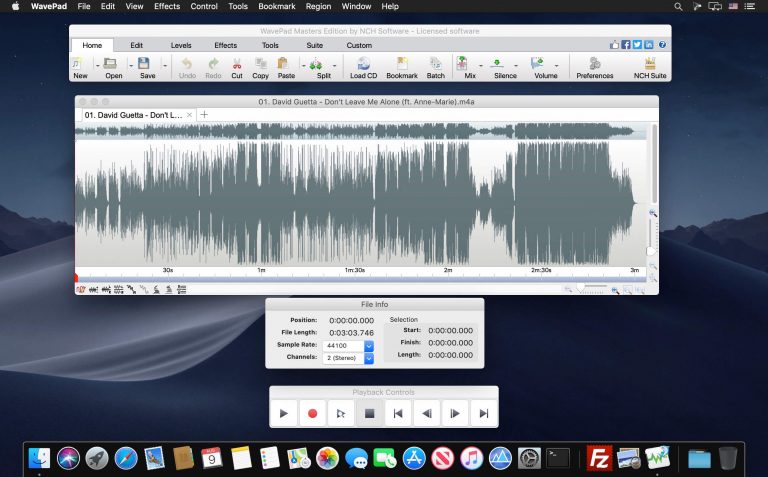 WavePad File Edit View Effects Control Tools Bookmark Region Window Help
WavePad Masters Edition by NCH Software - Licensed software
Home Edit Levels Effects Tools Suite Custom
New Open Save Undo Redo Cut Copy Paste Split Load CD Bookmark Batch Mix Silence Volume Preferences NCH Suite
01. David Guetta - Don't Leave Me Alone (ft. Anne-Marie).m4a
01. David Guetta - Don't L...
30s 1m 1m:30s 2m 2m:30s 3m
File Info
Position: 0:00:00.000
File Length: 0:03:03.746
Sample Rate: 44100
Channels: 2 (Stereo)
Selection
Start: 0:00:00.000
Finish: 0:00:00.000
Length: 0:00:00.000
Playback Controls
9